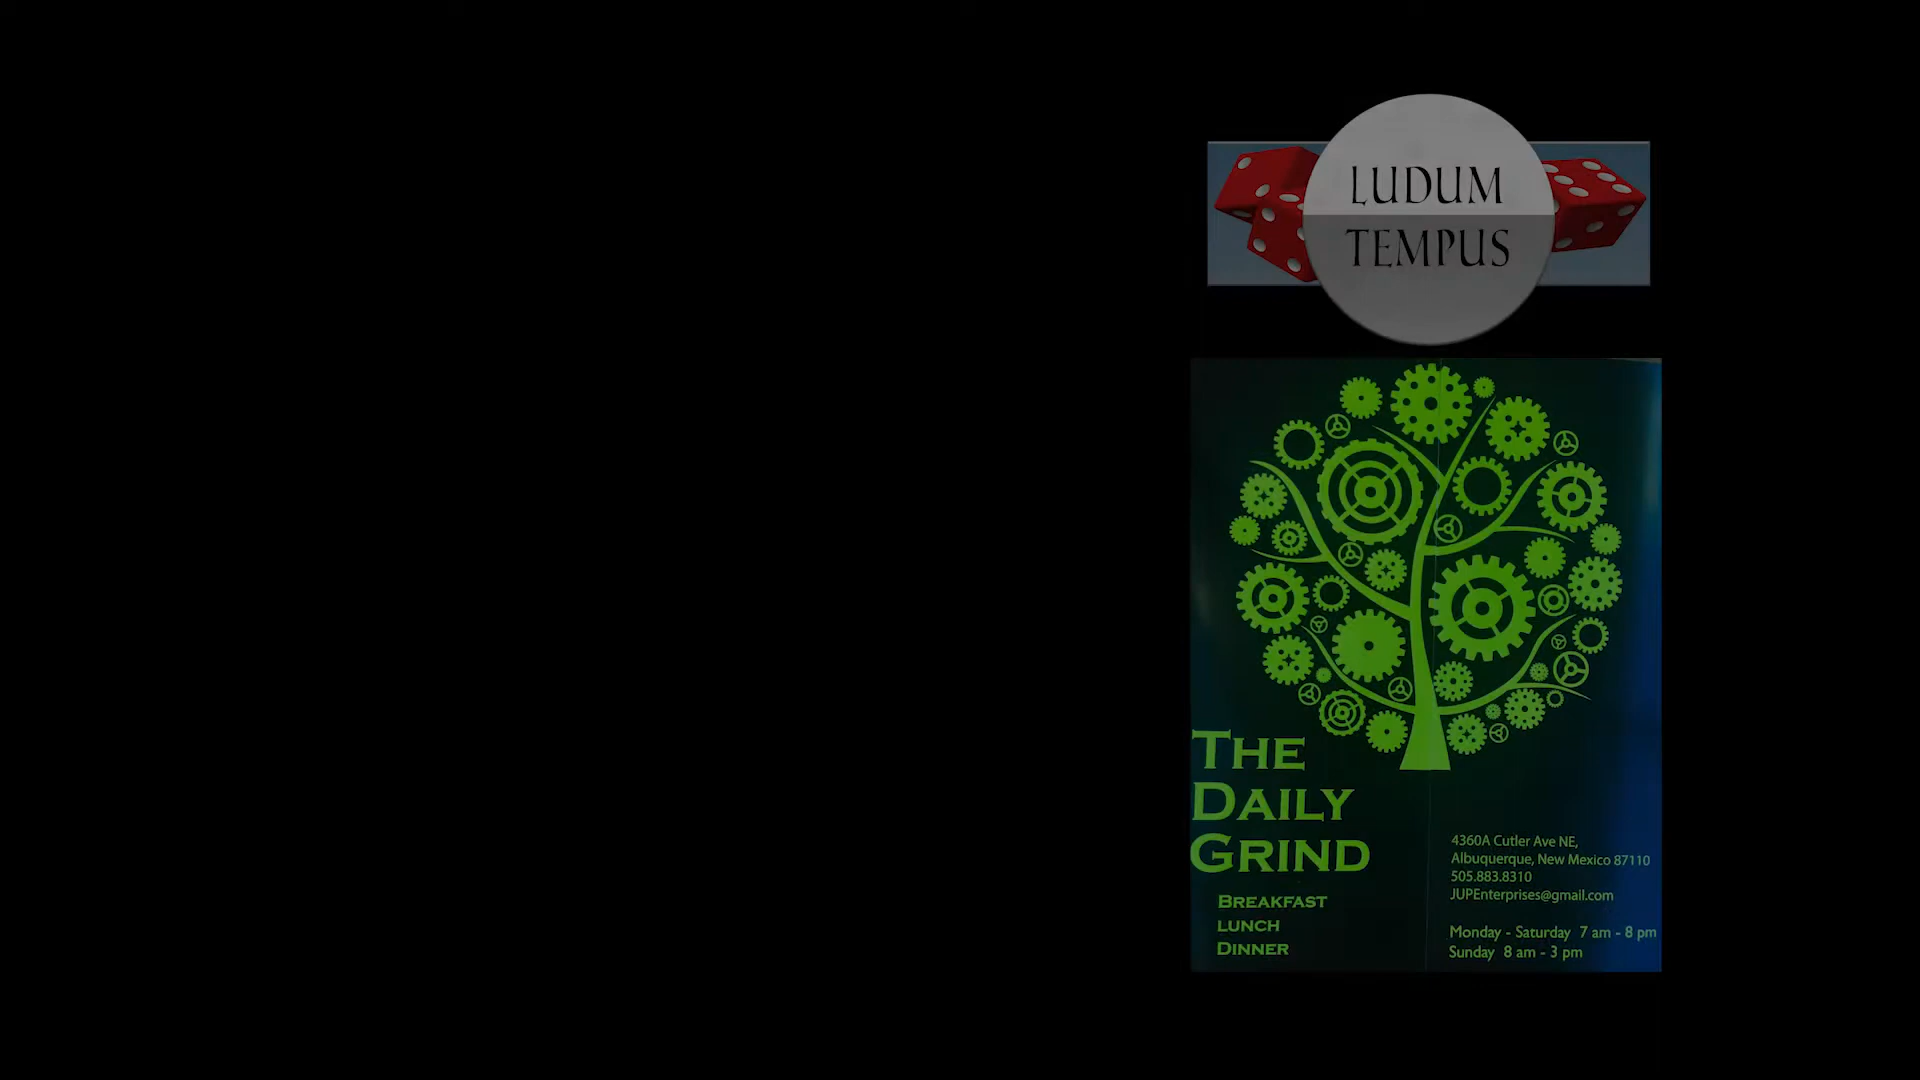 LUDUM
TEMPUS
THE
DAILY
GRIND
BREAKFAST
LUNCH
DINNER
4360A Cutler Ave NE,
Albuquerque, New Mexico 87110
505.883.8310
JUPEnterprises@gmail.com
Monday - Saturday 7 am - 8 pm
Sunday 8 am - 3 pm